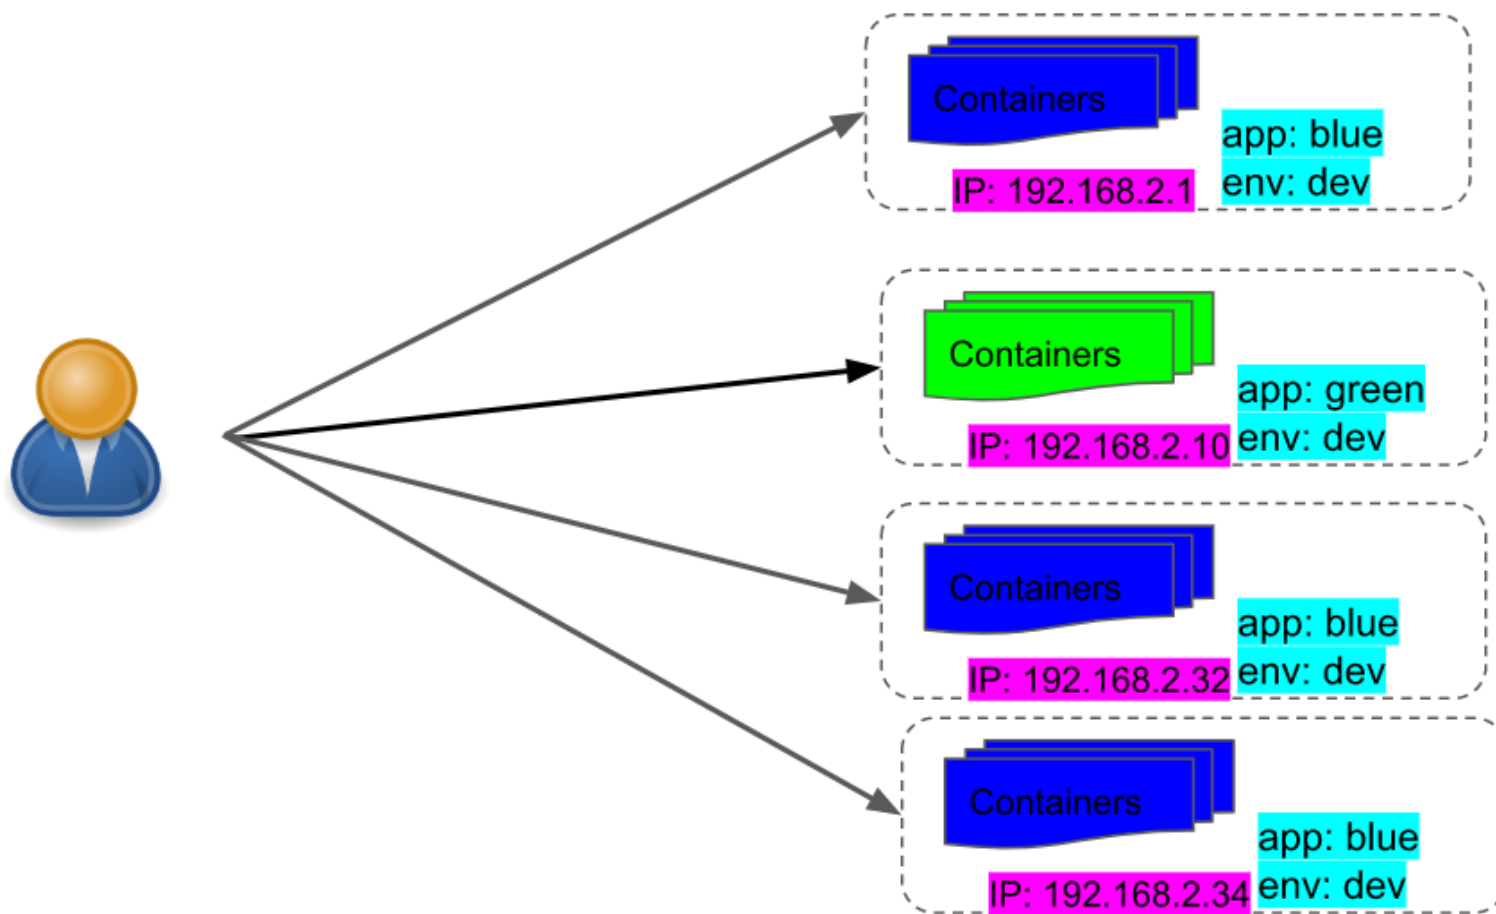 Containers
app: blue
env: dev
IP: 192.168.2.1
Containers
app: green
env: dev
IP: 192.168.2.10
Containers
app: blue
env: dev
IP: 192.168.2.32
Containers
app: blue
env: dev
IP: 192.168.2.34